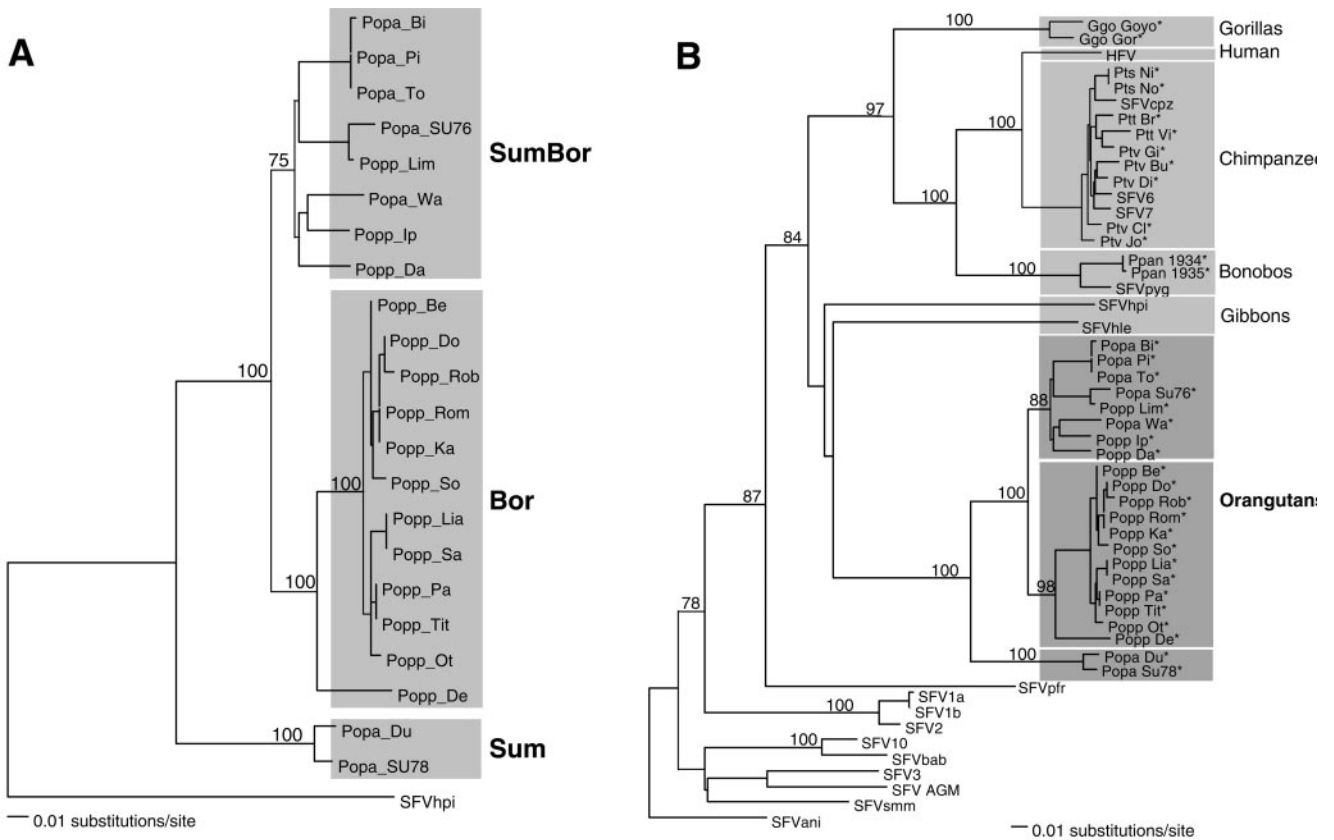 A
75
100
100
100
100
Popa_Bi
Popa_Pi
Popa_To
Popa_SU76
Popp_Lim
Popa_Wa
Popp_Ip
Popp_Da
SumBor
Popp_Be
Popp_Do
Popp_Rob
Popp_Rom
Popp_Ka
Popp_So
Popp_Lia
Popp_Sa
Popp_Pa
Popp_Tit
Popp_Ot
Popp_De
Bor
Popa_Du
Popa_SU78
Sum
SFVhpi
0.01 substitutions/site
B
100
97
100
100
84
100
88
87
100
100
98
78
100
100
100
Ggo Goyo*
Ggo Gor*
Gorillas
HFV
Human
Pts Ni*
Pts No*
SFVcpz
Ptt Br*
Ptt Vi*
Ptv Gi*
Ptv Bu*
Ptv Di*
SFV6
SFV7
Ptv Cl*
Ptv Jo*
Chimpanzee
Ppan 1934*
Ppan 1935*
SFVpyg
Bonobos
SFVhpi
SFVhle
Gibbons
Popa Bi*
Popa Pi*
Popa To*
Popa Su76*
Popp Lim*
Popa Wa*
Popp Ip*
Popp Da*
Popp Be*
Popp Do*
Popp Rob*
Popp Rom*
Popp Ka*
Popp So*
Popp Lia*
Popp Sa*
Popp Pa*
Popp Tit*
Popp Ot*
Popp De*
Orangutans
Popa Du*
Popa Su78*
SFVpfr
SFV1a
SFV1b
SFV2
SFV10
SFVbab
SFV3
SFV AGM
SFVsmm
SFVani
0.01 substitutions/site